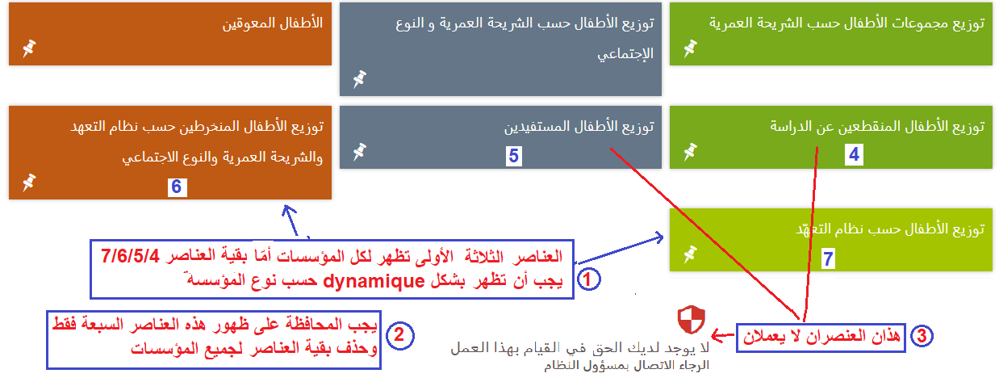 توزيع مجموعات الأطفال حسب الشريحة العمرية
توزيع الأطفال حسب الشريحة العمرية و النوع
الإجتماعي
الأطفال المعوقين
توزيع الأطفال المنقطعين عن الدراسة
4
توزيع الأطفال المستفيدين
5
توزيع الأطفال المنخرطين حسب نظام التعهد
والشريحة العمرية والنوع الاجتماعي
6
توزيع الأطفال حسب نظام التعهّد
7
العناصر الثلاثة الأولى تظهر لكل المؤسسات أمّا بقية العناصر 7/6/5/4
يجب أن تظهر بشكل dynamique حسب نوع المؤسسة
1
يجب المحافظة على ظهور هذه العناصر السبعة فقط
وحذف بقية العناصر لجميع المؤسسات
2
هذان العنصران لا يعملان
3
لا يوجد لديك الحق في القيام بهذا العمل
الرجاء الاتصال بمسؤول النظام